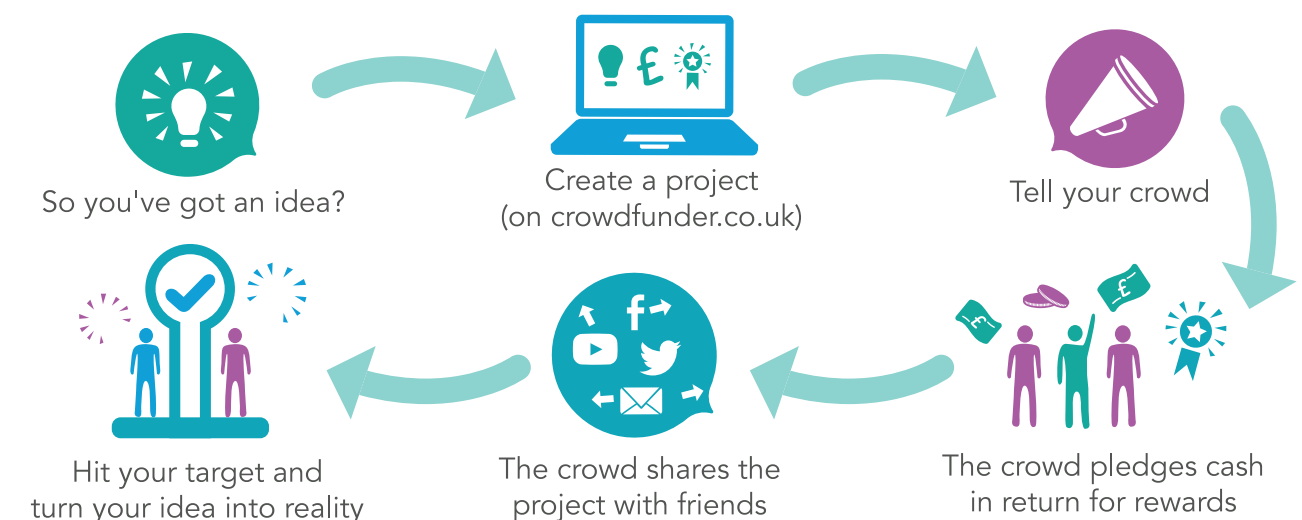 So you've got an idea?
£
Create a project
(on crowdfunder.co.uk)
Tell your crowd
£
£
The crowd pledges cash
in return for rewards
f
The crowd shares the
project with friends
Hit your target and
turn your idea into reality